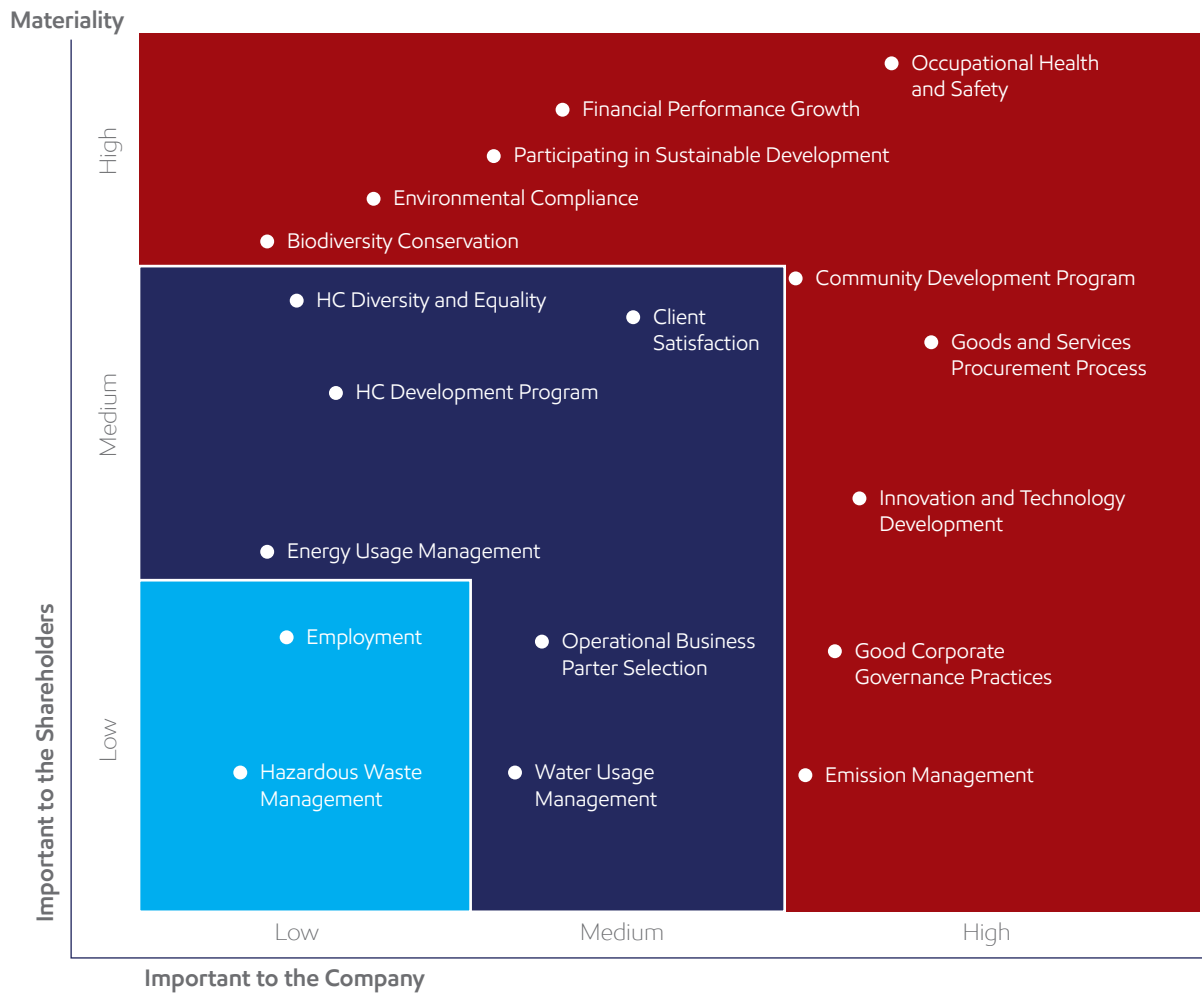 Materiality
Occupational Health
and Safety
Financial Performance Growth
High
Participating in Sustainable Development
Environmental Compliance
Biodiversity Conservation
Community Development Program
HC Diversity and Equality
Client
Satisfaction
Goods and Services
Procurement Process
Medium
HC Development Program
Innovation and Technology
Development
Energy Usage Management
Important to the Shareholders
Employment
Operational Business
Parter Selection
Good Corporate
Governance Practices
Low
Hazardous Waste
Management
Water Usage
Management
Emission Management
Low
Medium
High
Important to the Company